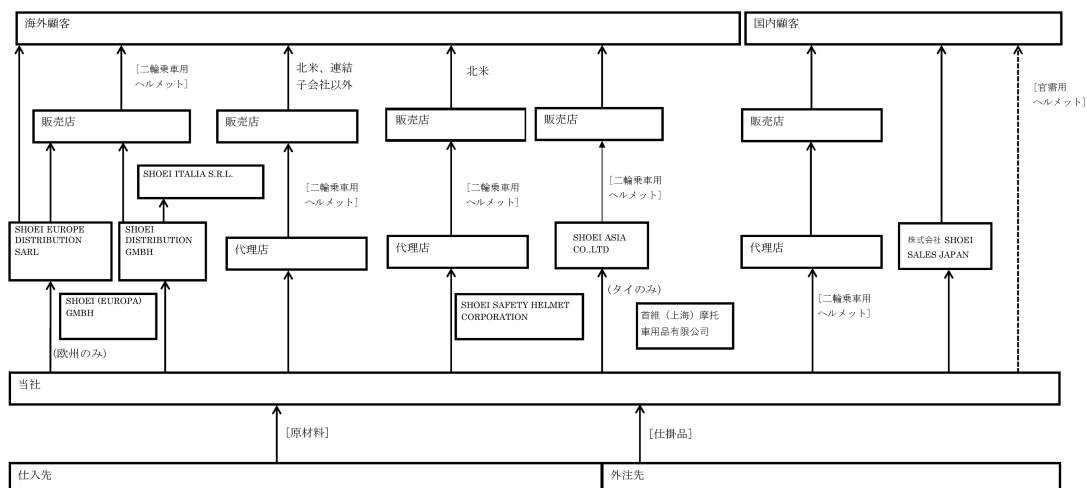 海外顧客
国内顧客
[二輪乗車用
ヘルメット]
北米、連結
子会社以外
北米
[官需用
ヘルメット]
販売店
販売店
販売店
販売店
販売店
SHOEI ITALIA S.R.L.
[二輪乗車用
ヘルメット]
[二輪乗車用
ヘルメット]
[二輪乗車用
ヘルメット]
SHOEI EUROPE
DISTRIBUTION
SARL
SHOEI
DISTRIBUTION
GMBH
代理店
代理店
SHOEI ASIA
CO.,LTD
代理店
株式会社 SHOEI
SALES JAPAN
(タイのみ)
SHOEI (EUROPA)
GMBH
SHOEI SAFETY HELMET
CORPORATION
首維（上海）摩托
車用品有限公司
[二輪乗車用
ヘルメット]
(欧州のみ)
当社
[原材料]
[仕掛品]
仕入先
外注先